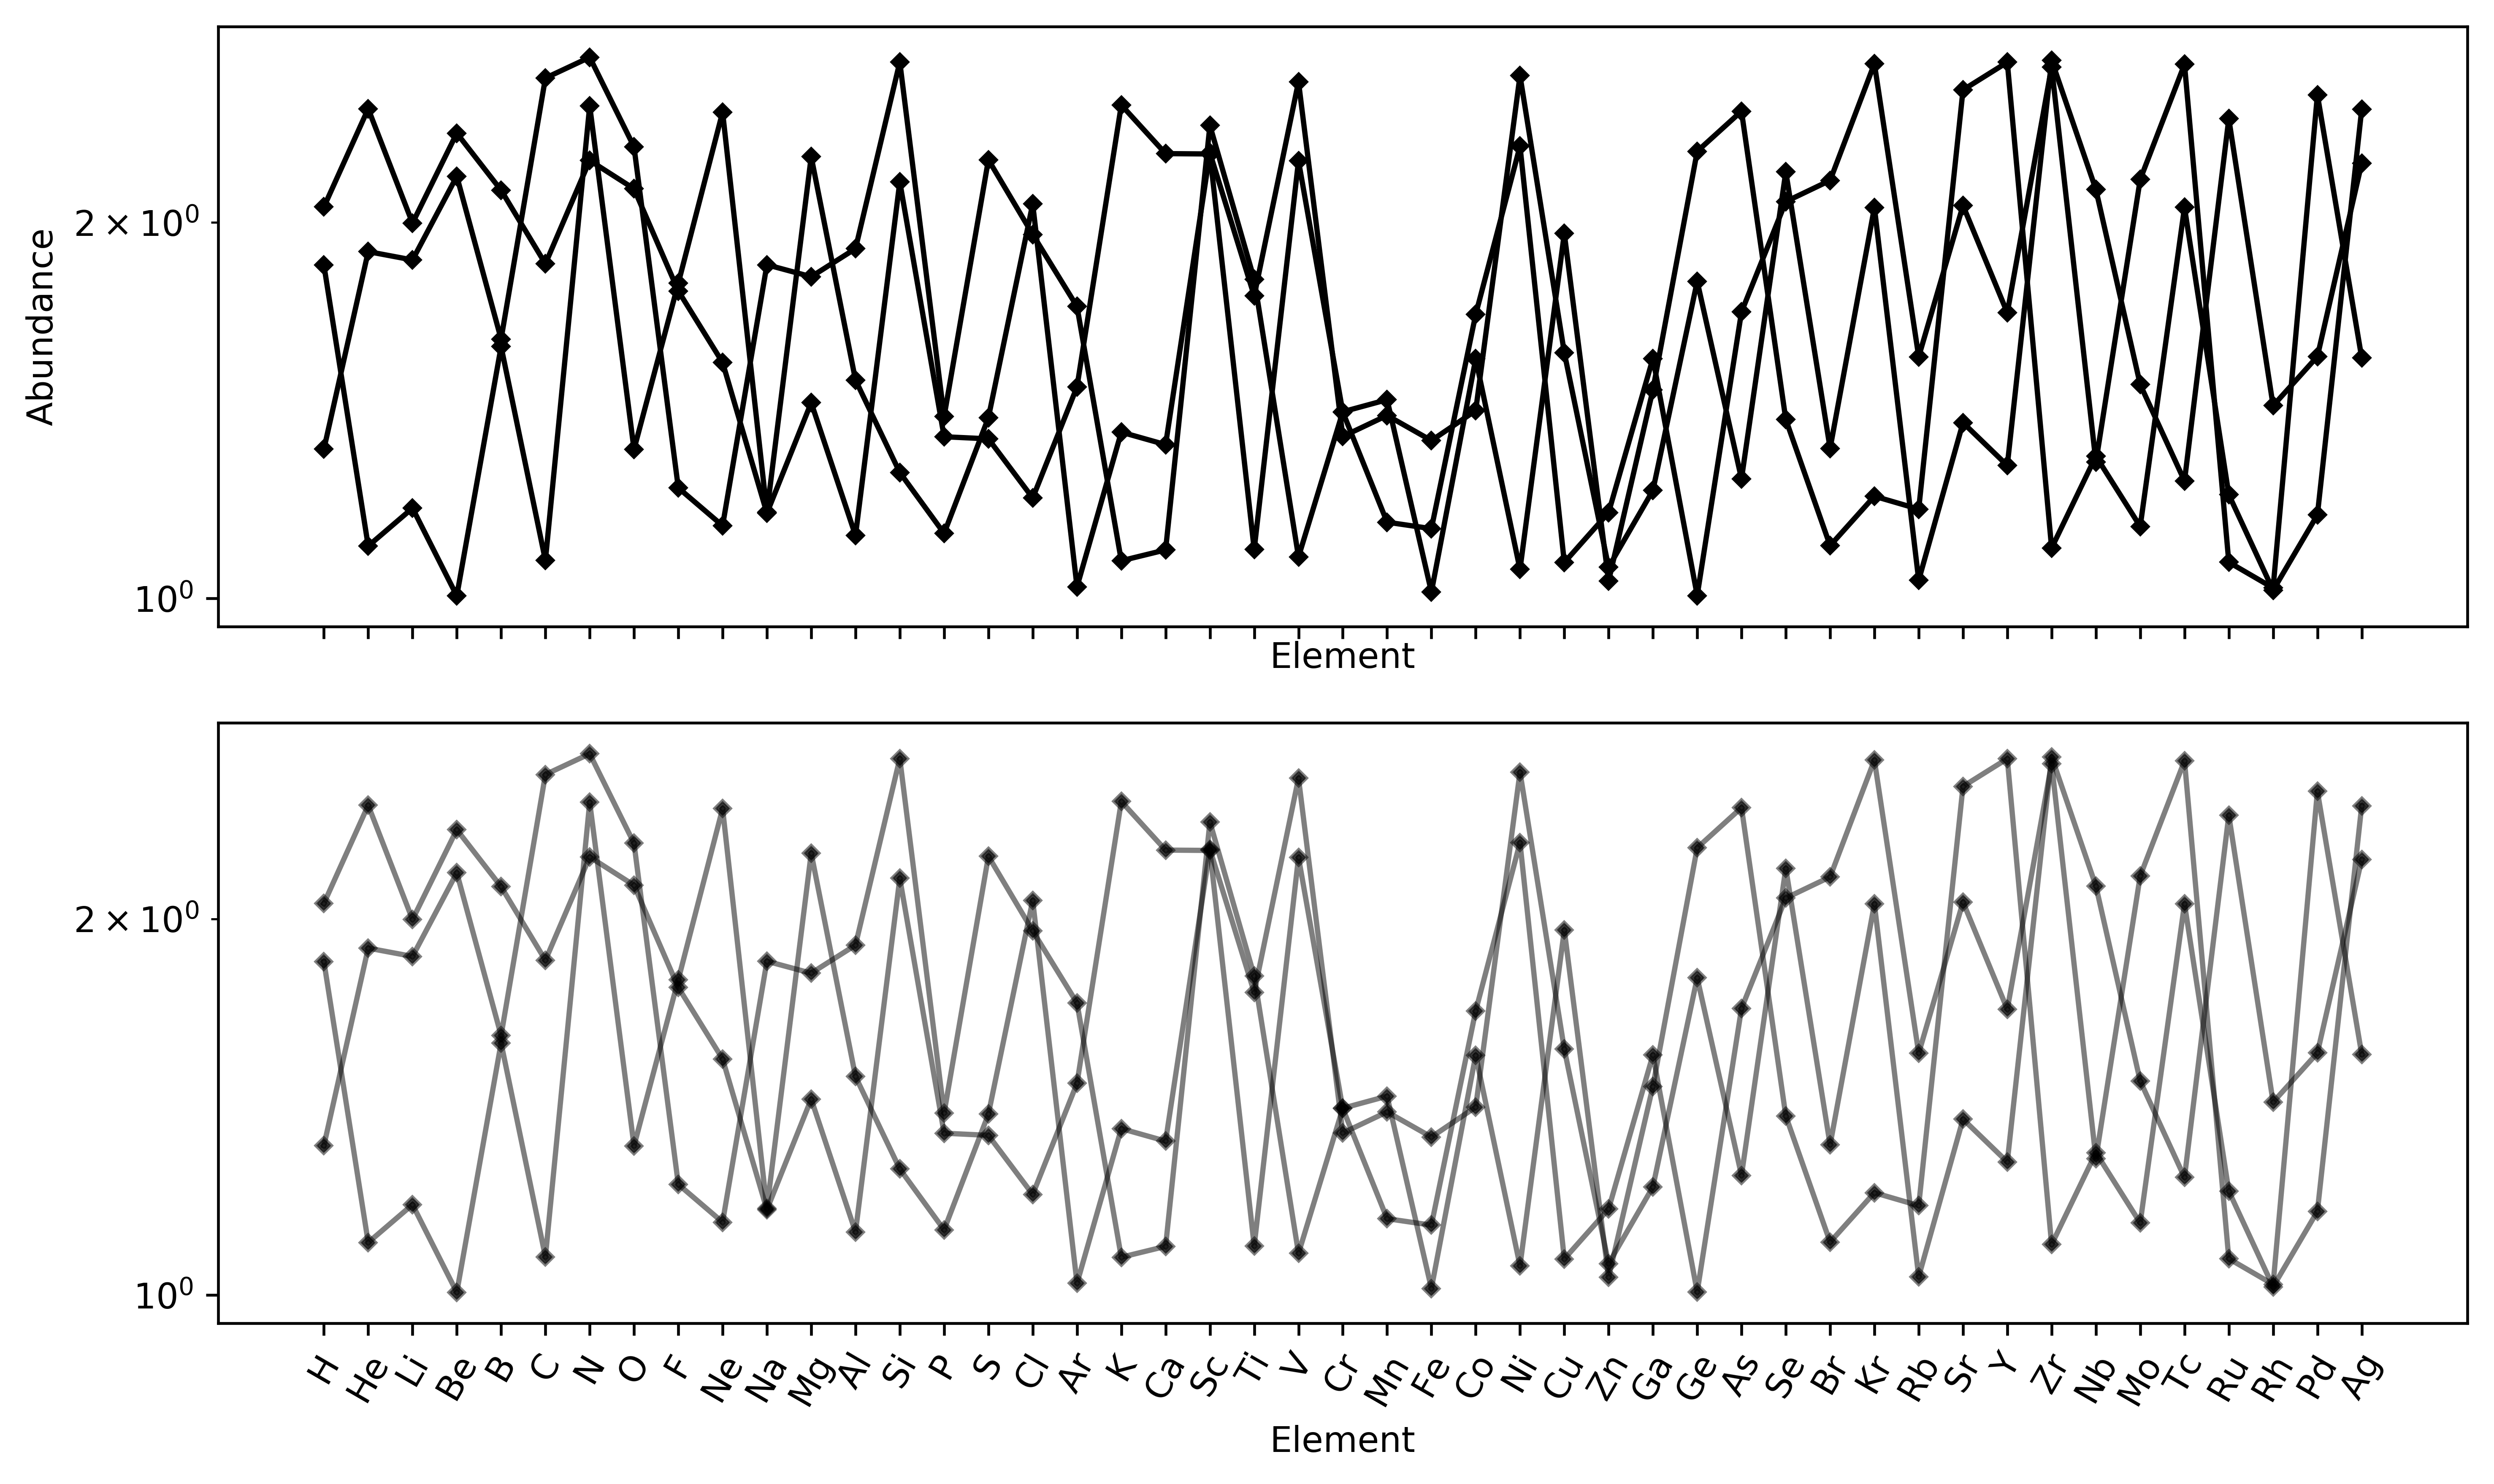 Abundance
2 × 10⁰
10⁰
Element
2 × 10⁰
10⁰
H He Li Be B C N O F Ne Na Mg Al Si P S Cl Ar K Ca Sc Ti V Cr Mn Fe Co Ni Cu Zn Ga Ge As Se Br Kr Rb Sr Y Zr Nb Mo Tc Ru Rh Pd Ag
Element